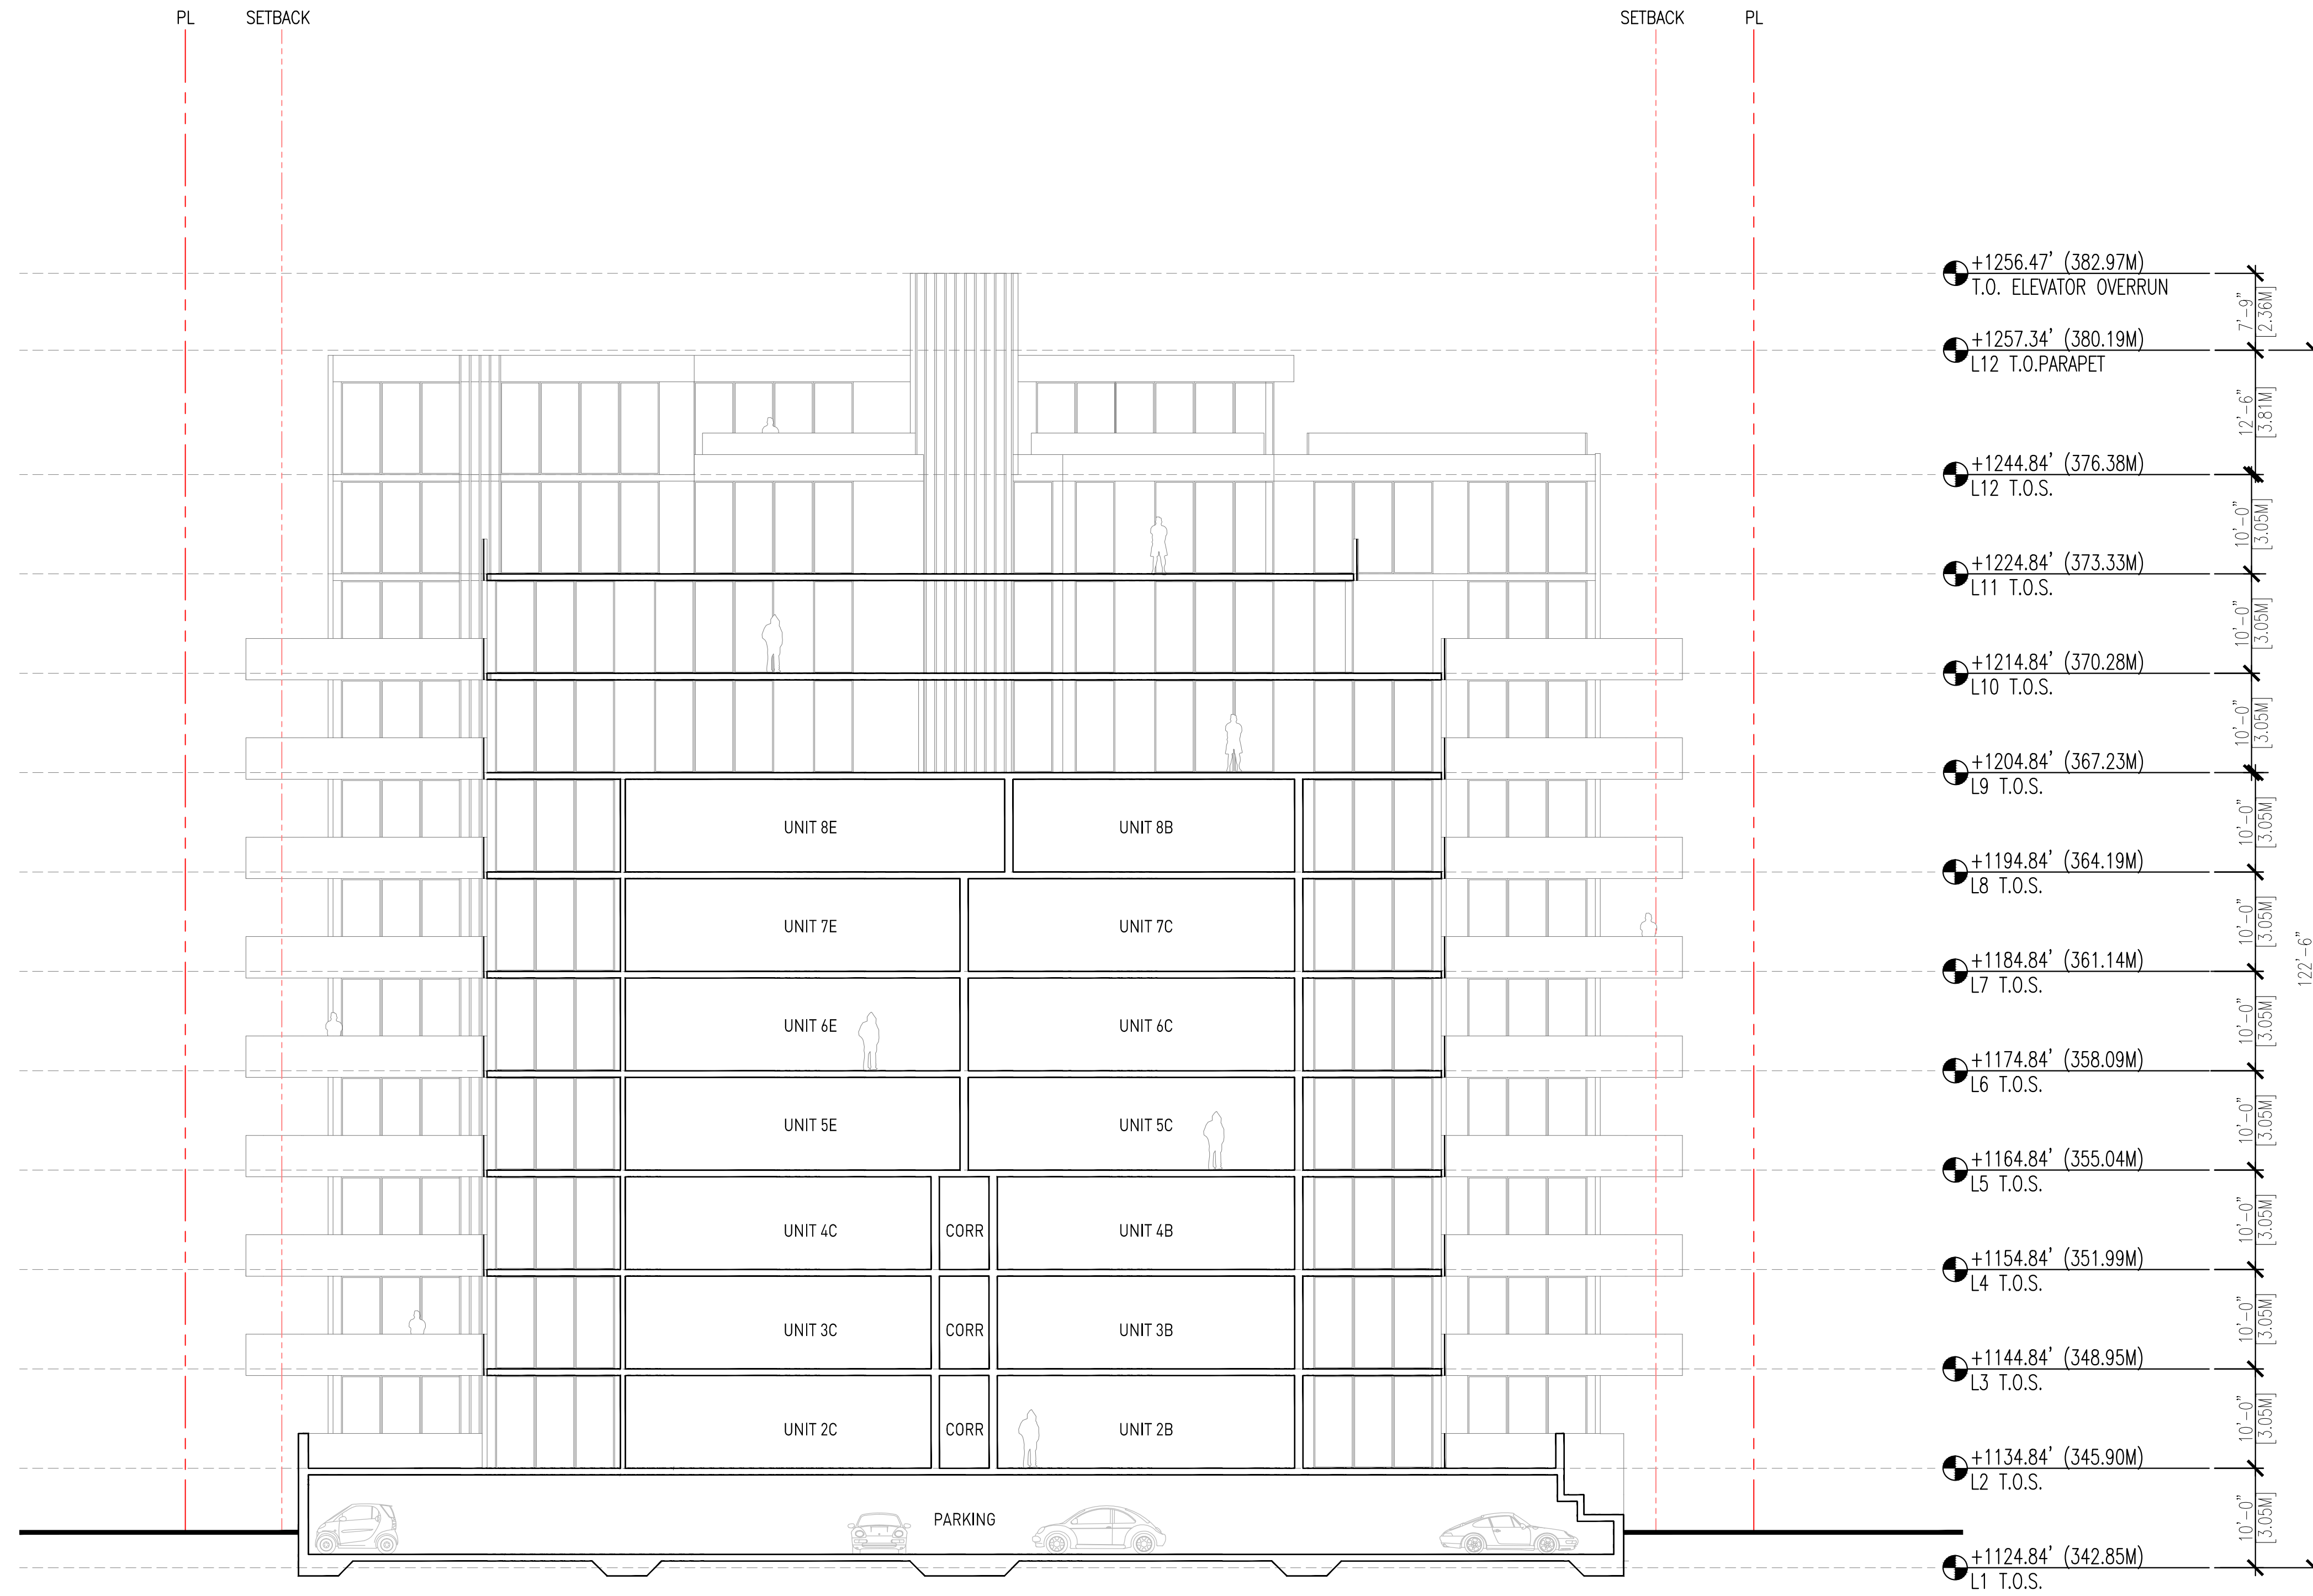 PL
SETBACK
SETBACK
PL
+1256.47' (382.97M)
T.O. ELEVATOR OVERRUN
7'-9"
[2.36M]
+1257.34' (380.19M)
L12 T.O.PARAPET
12'-6"
[3.81M]
+1244.84' (376.38M)
L12 T.O.S.
10'-0"
[3.05M]
+1224.84' (373.33M)
L11 T.O.S.
10'-0"
[3.05M]
+1214.84' (370.28M)
L10 T.O.S.
10'-0"
[3.05M]
+1204.84' (367.23M)
L9 T.O.S.
UNIT 8E
UNIT 8B
10'-0"
[3.05M]
+1194.84' (364.19M)
L8 T.O.S.
UNIT 7E
UNIT 7C
10'-0"
[3.05M]
122'-6"
+1184.84' (361.14M)
L7 T.O.S.
UNIT 6E
UNIT 6C
10'-0"
[3.05M]
+1174.84' (358.09M)
L6 T.O.S.
UNIT 5E
UNIT 5C
10'-0"
[3.05M]
+1164.84' (355.04M)
L5 T.O.S.
UNIT 4C
CORR
UNIT 4B
10'-0"
[3.05M]
+1154.84' (351.99M)
L4 T.O.S.
UNIT 3C
CORR
UNIT 3B
10'-0"
[3.05M]
+1144.84' (348.95M)
L3 T.O.S.
UNIT 2C
CORR
UNIT 2B
10'-0"
[3.05M]
+1134.84' (345.90M)
L2 T.O.S.
PARKING
10'-0"
[3.05M]
+1124.84' (342.85M)
L1 T.O.S.